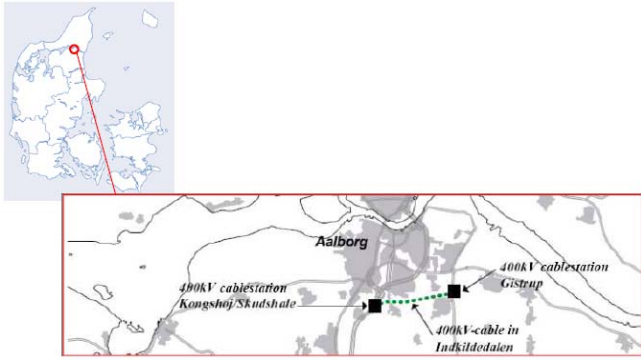 Aalborg
400kV cablestation
Gistrup
400kV cablestation
Kongshøj/Skudshale
400kV-cable in
Indkildedalen